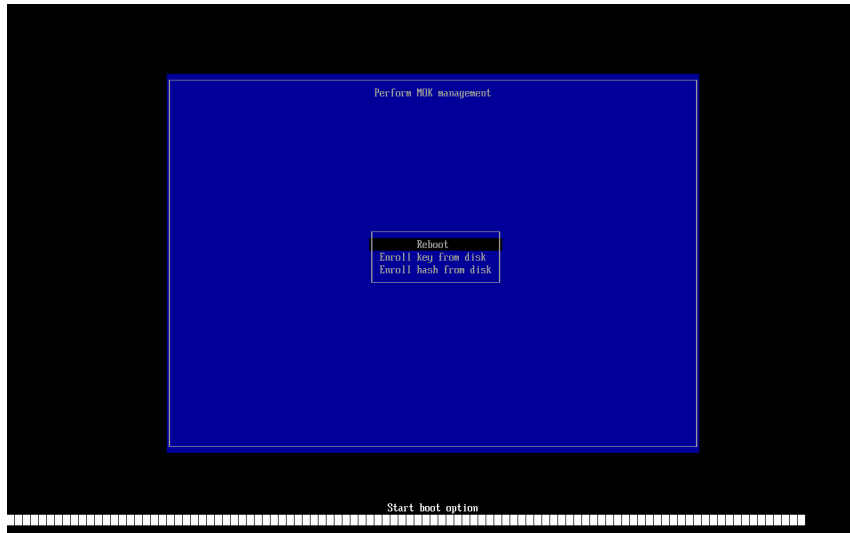 Perform MOK management
Reboot
Enroll key from disk
Enroll hash from disk
Start boot option